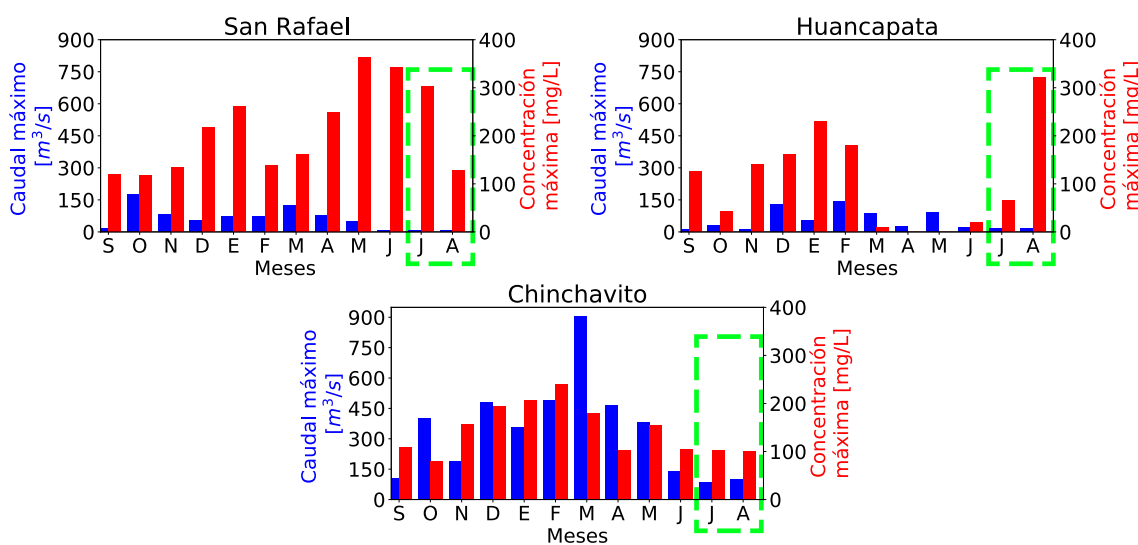 San Rafael
900
750
600
450
300
150
0
Caudal máximo
[m³/s]
400
300
200
100
0
Concentración
máxima [mg/L]
S O N D E F M A M J J A
Meses
Huancapata
900
750
600
450
300
150
0
Caudal máximo
[m³/s]
400
300
200
100
0
Concentración
máxima [mg/L]
S O N D E F M A M J J A
Meses
Chinchavito
900
750
600
450
300
150
0
Caudal máximo
[m³/s]
400
300
200
100
0
Concentración
máxima [mg/L]
S O N D E F M A M J J A
Meses